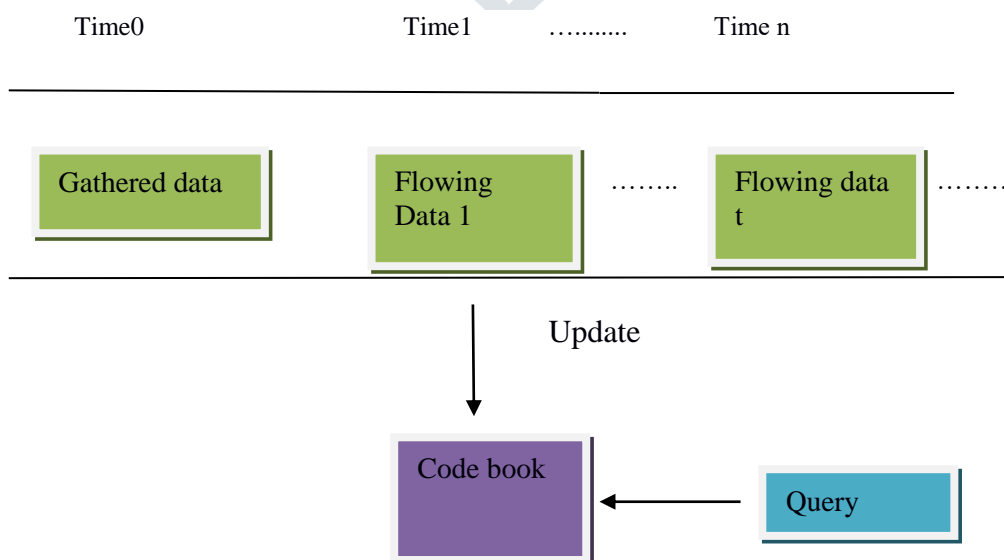 Time0 Time1 …........ Time n
Gathered data
Flowing
Data 1
……..
Flowing data
t
………
Update
Code book
Query